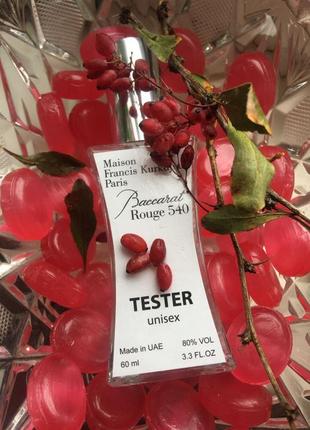 Maison
Francis Kurk
Paris
Baccarat
Rouge 540
TESTER
unisex
Made in UAE 80% VOL
60 ml 3.3 FL.OZ